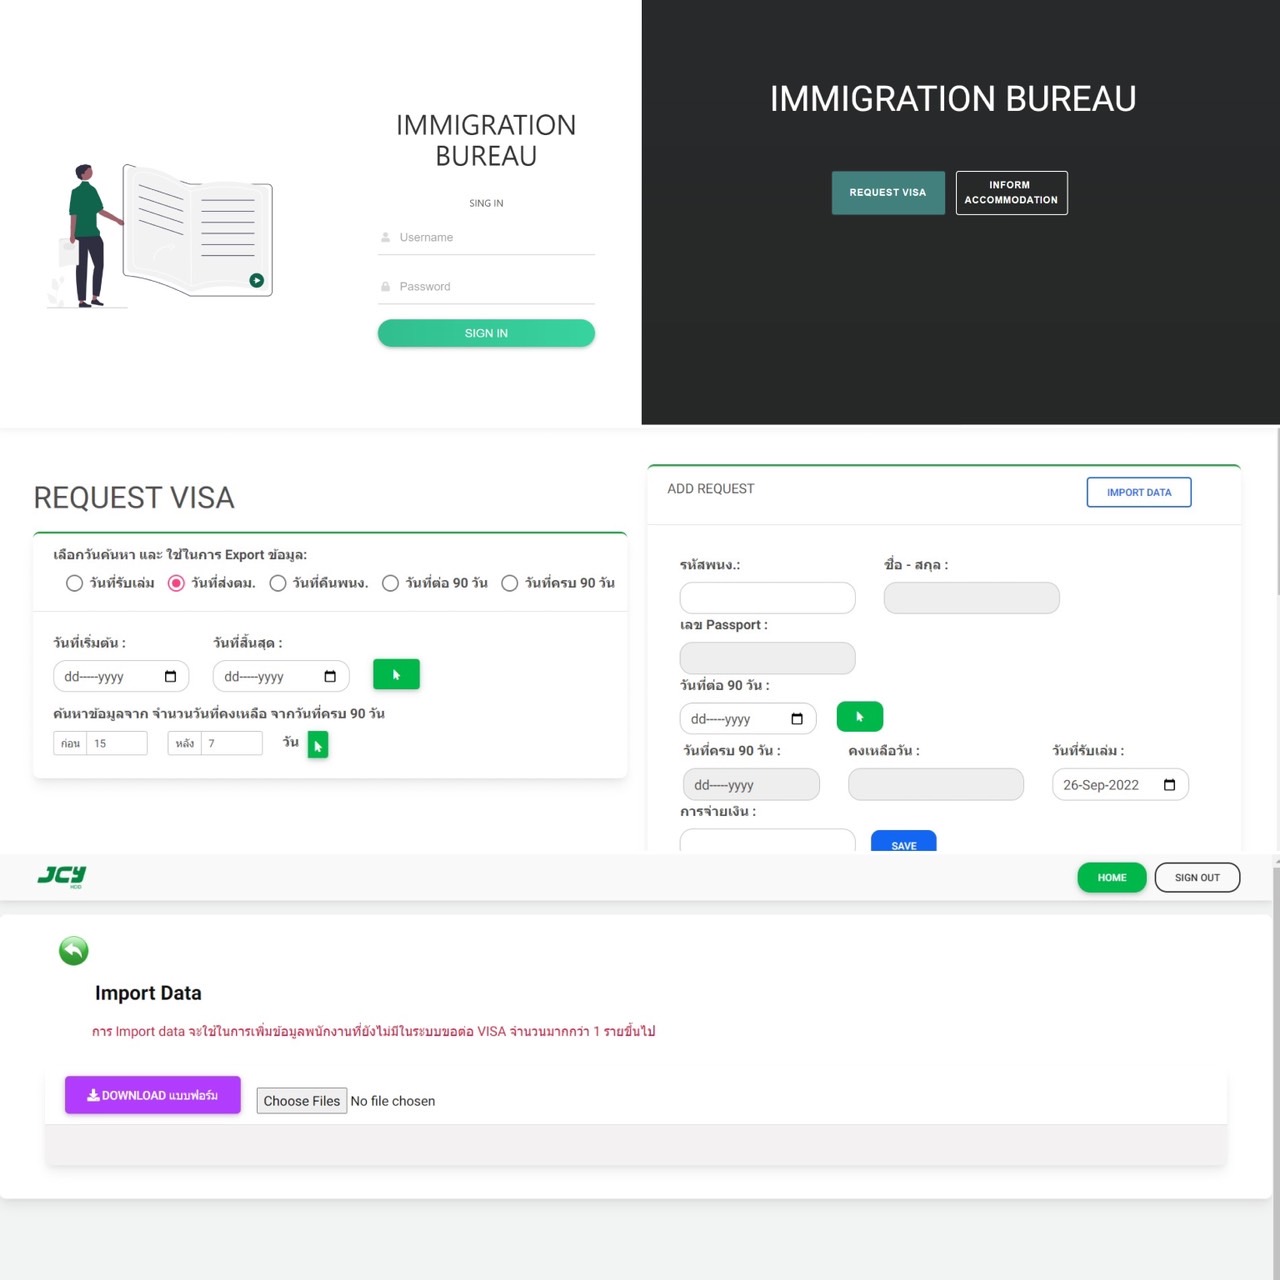 IMMIGRATION
BUREAU
SING IN
Username
Password
SIGN IN
IMMIGRATION BUREAU
REQUEST VISA
INFORM
ACCOMMODATION
REQUEST VISA
เลือกวันค้นหา และ ใช้ในการ Export ข้อมูล:
วันที่รับเล่ม วันที่ส่งตม. วันที่คืนพนง. วันที่ต่อ 90 วัน วันที่ครบ 90 วัน
วันที่เริ่มต้น : วันที่สิ้นสุด :
dd-----yyyy dd-----yyyy
ค้นหาข้อมูลจาก จำนวนวันที่คงเหลือ จากวันที่ครบ 90 วัน
ก่อน 15 หลัง 7 วัน
ADD REQUEST
IMPORT DATA
รหัสพนง.: ชื่อ - สกุล :
เลข Passport :
วันที่ต่อ 90 วัน :
dd-----yyyy
วันที่ครบ 90 วัน : คงเหลือวัน : วันที่รับเล่ม :
dd-----yyyy 26-Sep-2022
การจ่ายเงิน :
SAVE
JCY
HCID
HOME SIGN OUT
Import Data
การ Import data จะใช้ในการเพิ่มข้อมูลพนักงานที่ยังไม่มีในระบบขอต่อ VISA จำนวนมากกว่า 1 รายขึ้นไป
DOWNLOAD แบบฟอร์ม Choose Files No file chosen